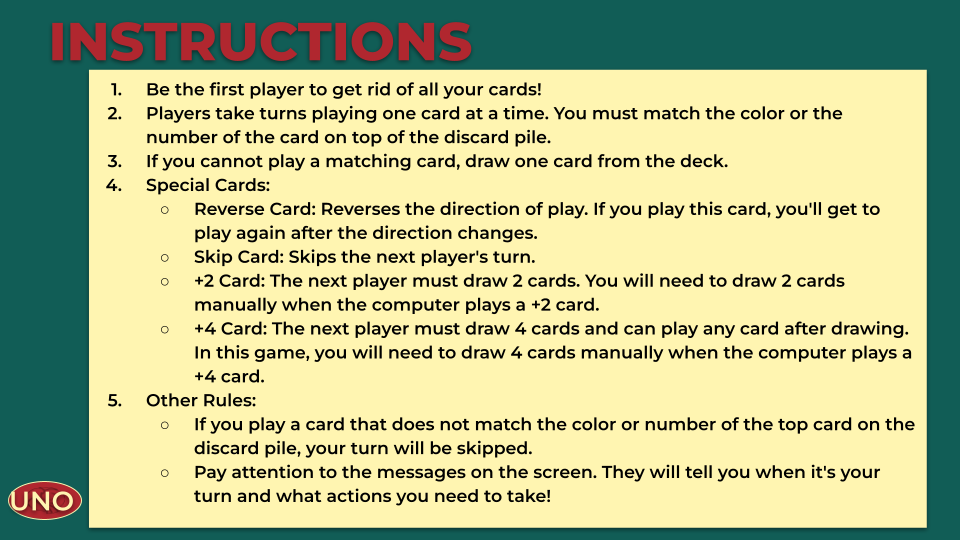 INSTRUCTIONS
1. Be the first player to get rid of all your cards!
2. Players take turns playing one card at a time. You must match the color or the
number of the card on top of the discard pile.
3. If you cannot play a matching card, draw one card from the deck.
4. Special Cards:
○ Reverse Card: Reverses the direction of play. If you play this card, you'll get to
play again after the direction changes.
○ Skip Card: Skips the next player's turn.
○ +2 Card: The next player must draw 2 cards. You will need to draw 2 cards
manually when the computer plays a +2 card.
○ +4 Card: The next player must draw 4 cards and can play any card after drawing.
In this game, you will need to draw 4 cards manually when the computer plays a
+4 card.
5. Other Rules:
○ If you play a card that does not match the color or number of the top card on the
discard pile, your turn will be skipped.
○ Pay attention to the messages on the screen. They will tell you when it's your
turn and what actions you need to take!
UNO